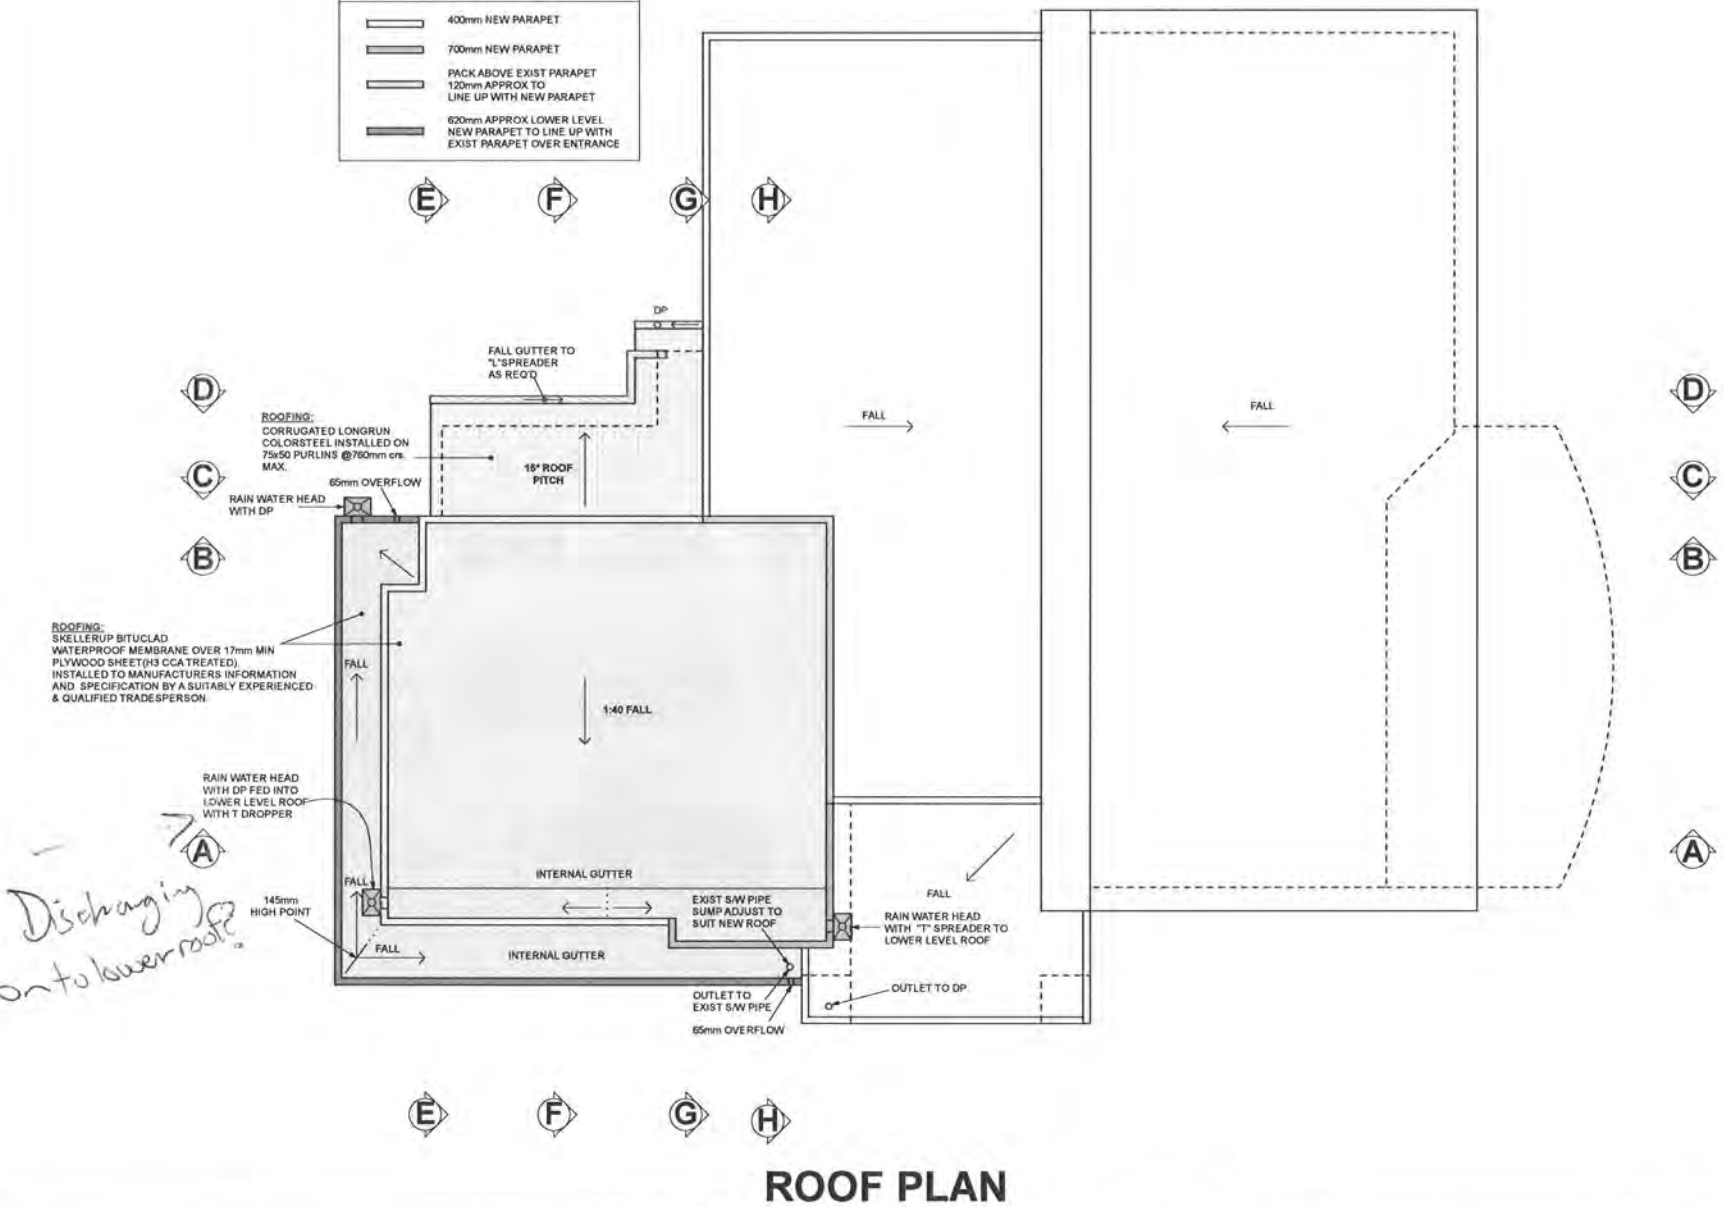 400mm NEW PARAPET
700mm NEW PARAPET
PACK ABOVE EXIST PARAPET
120mm APPROX TO
LINE UP WITH NEW PARAPET
620mm APPROX LOWER LEVEL
NEW PARAPET TO LINE UP WITH
EXIST PARAPET OVER ENTRANCE
E
F
G
H
DP
FALL GUTTER TO
"L"SPREADER
AS REQ'D
D
D
FALL
FALL
ROOFING:
CORRUGATED LONGRUN
COLORSTEEL INSTALLED ON
75x50 PURLINS @760mm crs.
MAX.
15° ROOF
PITCH
C
C
65mm OVERFLOW
RAIN WATER HEAD
WITH DP
B
B
ROOFING:
SKELLERUP BITUCLAD
WATERPROOF MEMBRANE OVER 17mm MIN
PLYWOOD SHEET(H3 CCA TREATED).
INSTALLED TO MANUFACTURERS INFORMATION
AND SPECIFICATION BY A SUITABLY EXPERIENCED
& QUALIFIED TRADESPERSON.
FALL
1:40 FALL
RAIN WATER HEAD
WITH DP FED INTO
LOWER LEVEL ROOF
WITH T DROPPER
A
A
Discharging
onto lower roof?
145mm
HIGH POINT
FALL
INTERNAL GUTTER
FALL
INTERNAL GUTTER
EXIST S/W PIPE
SUMP ADJUST TO
SUIT NEW ROOF
FALL
RAIN WATER HEAD
WITH "T" SPREADER TO
LOWER LEVEL ROOF
OUTLET TO
EXIST S/W PIPE
65mm OVERFLOW
OUTLET TO DP
E
F
G
H
ROOF PLAN